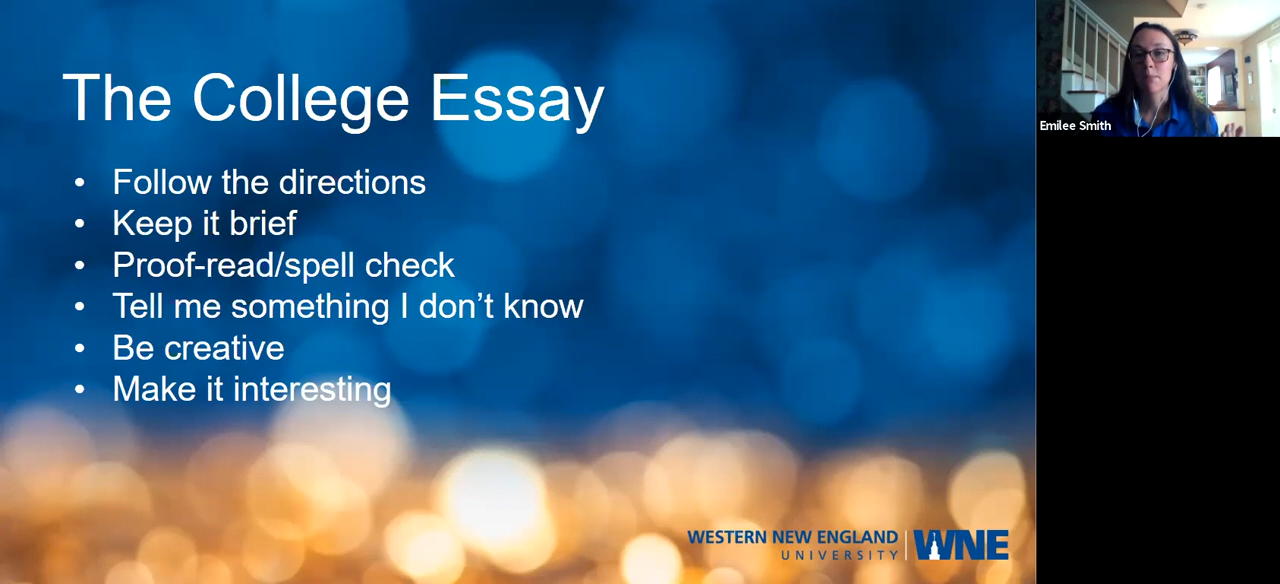 The College Essay
• Follow the directions
• Keep it brief
• Proof-read/spell check
• Tell me something I don’t know
• Be creative
• Make it interesting
WESTERN NEW ENGLAND
UNIVERSITY
WNE
Emilee Smith